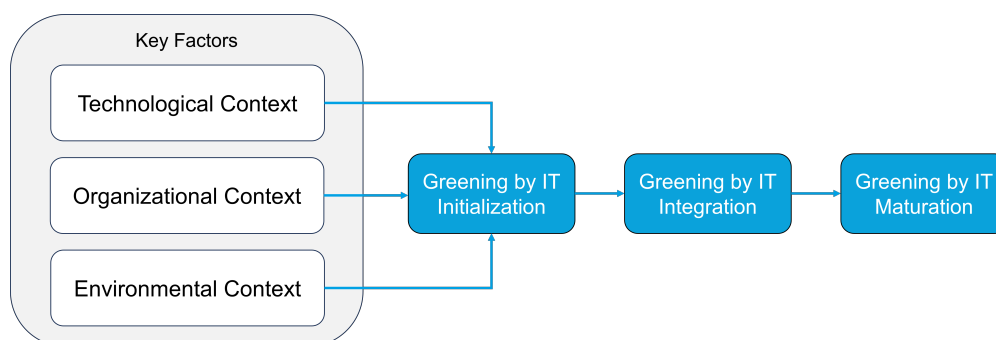 Key Factors
Technological Context
Organizational Context
Environmental Context
Greening by IT
Initialization
Greening by IT
Integration
Greening by IT
Maturation